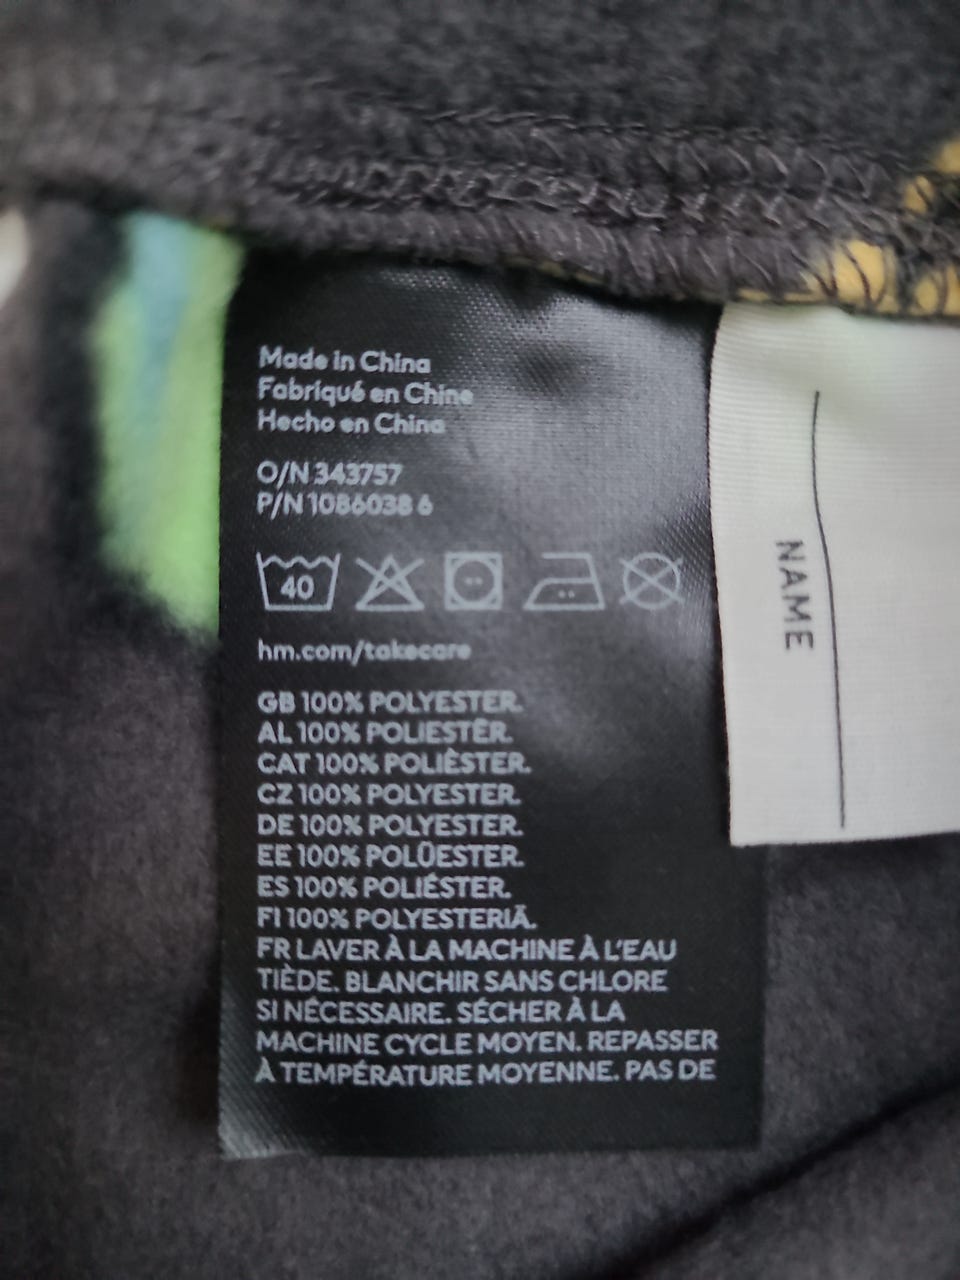 Made in China
Fabriqué en Chine
Hecho en China
O/N 343757
P/N 1086038 6
40
hm.com/takecare
GB 100% POLYESTER.
AL 100% POLIESTËR.
CAT 100% POLIÈSTER.
CZ 100% POLYESTER.
DE 100% POLYESTER.
EE 100% POLÜESTER.
ES 100% POLIÉSTER.
FI 100% POLYESTERIÄ.
FR LAVER À LA MACHINE À L'EAU
TIÈDE. BLANCHIR SANS CHLORE
SI NÉCESSAIRE. SÉCHER À LA
MACHINE CYCLE MOYEN. REPASSER
À TEMPÉRATURE MOYENNE. PAS DE
NAME